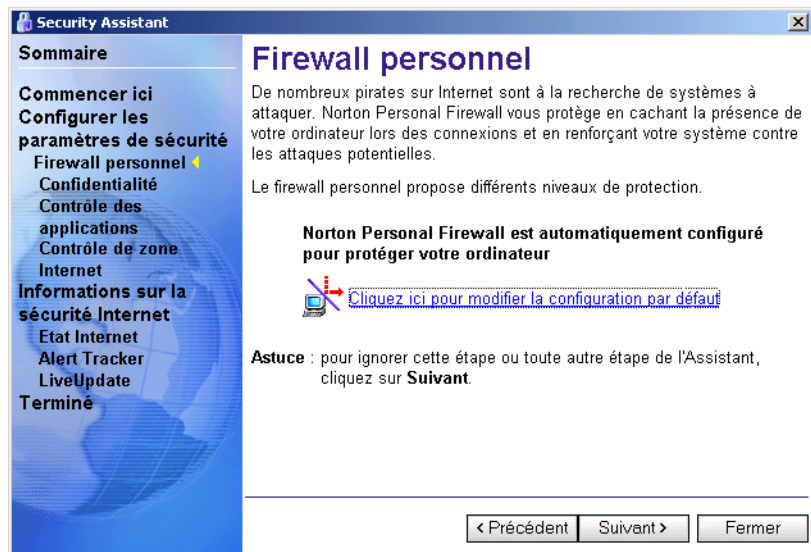 Security Assistant
Sommaire
Commencer ici
Configurer les
paramètres de sécurité
Firewall personnel
Confidentialité
Contrôle des
applications
Contrôle de zone
Internet
Informations sur la
sécurité Internet
Etat Internet
Alert Tracker
LiveUpdate
Terminé
Firewall personnel
De nombreux pirates sur Internet sont à la recherche de systèmes à
attaquer. Norton Personal Firewall vous protège en cachant la présence de
votre ordinateur lors des connexions et en renforçant votre système contre
les attaques potentielles.
Le firewall personnel propose différents niveaux de protection.
Norton Personal Firewall est automatiquement configuré
pour protéger votre ordinateur
Cliquez ici pour modifier la configuration par défaut
Astuce : pour ignorer cette étape ou toute autre étape de l'Assistant,
cliquez sur Suivant.
< Précédent Suivant > Fermer